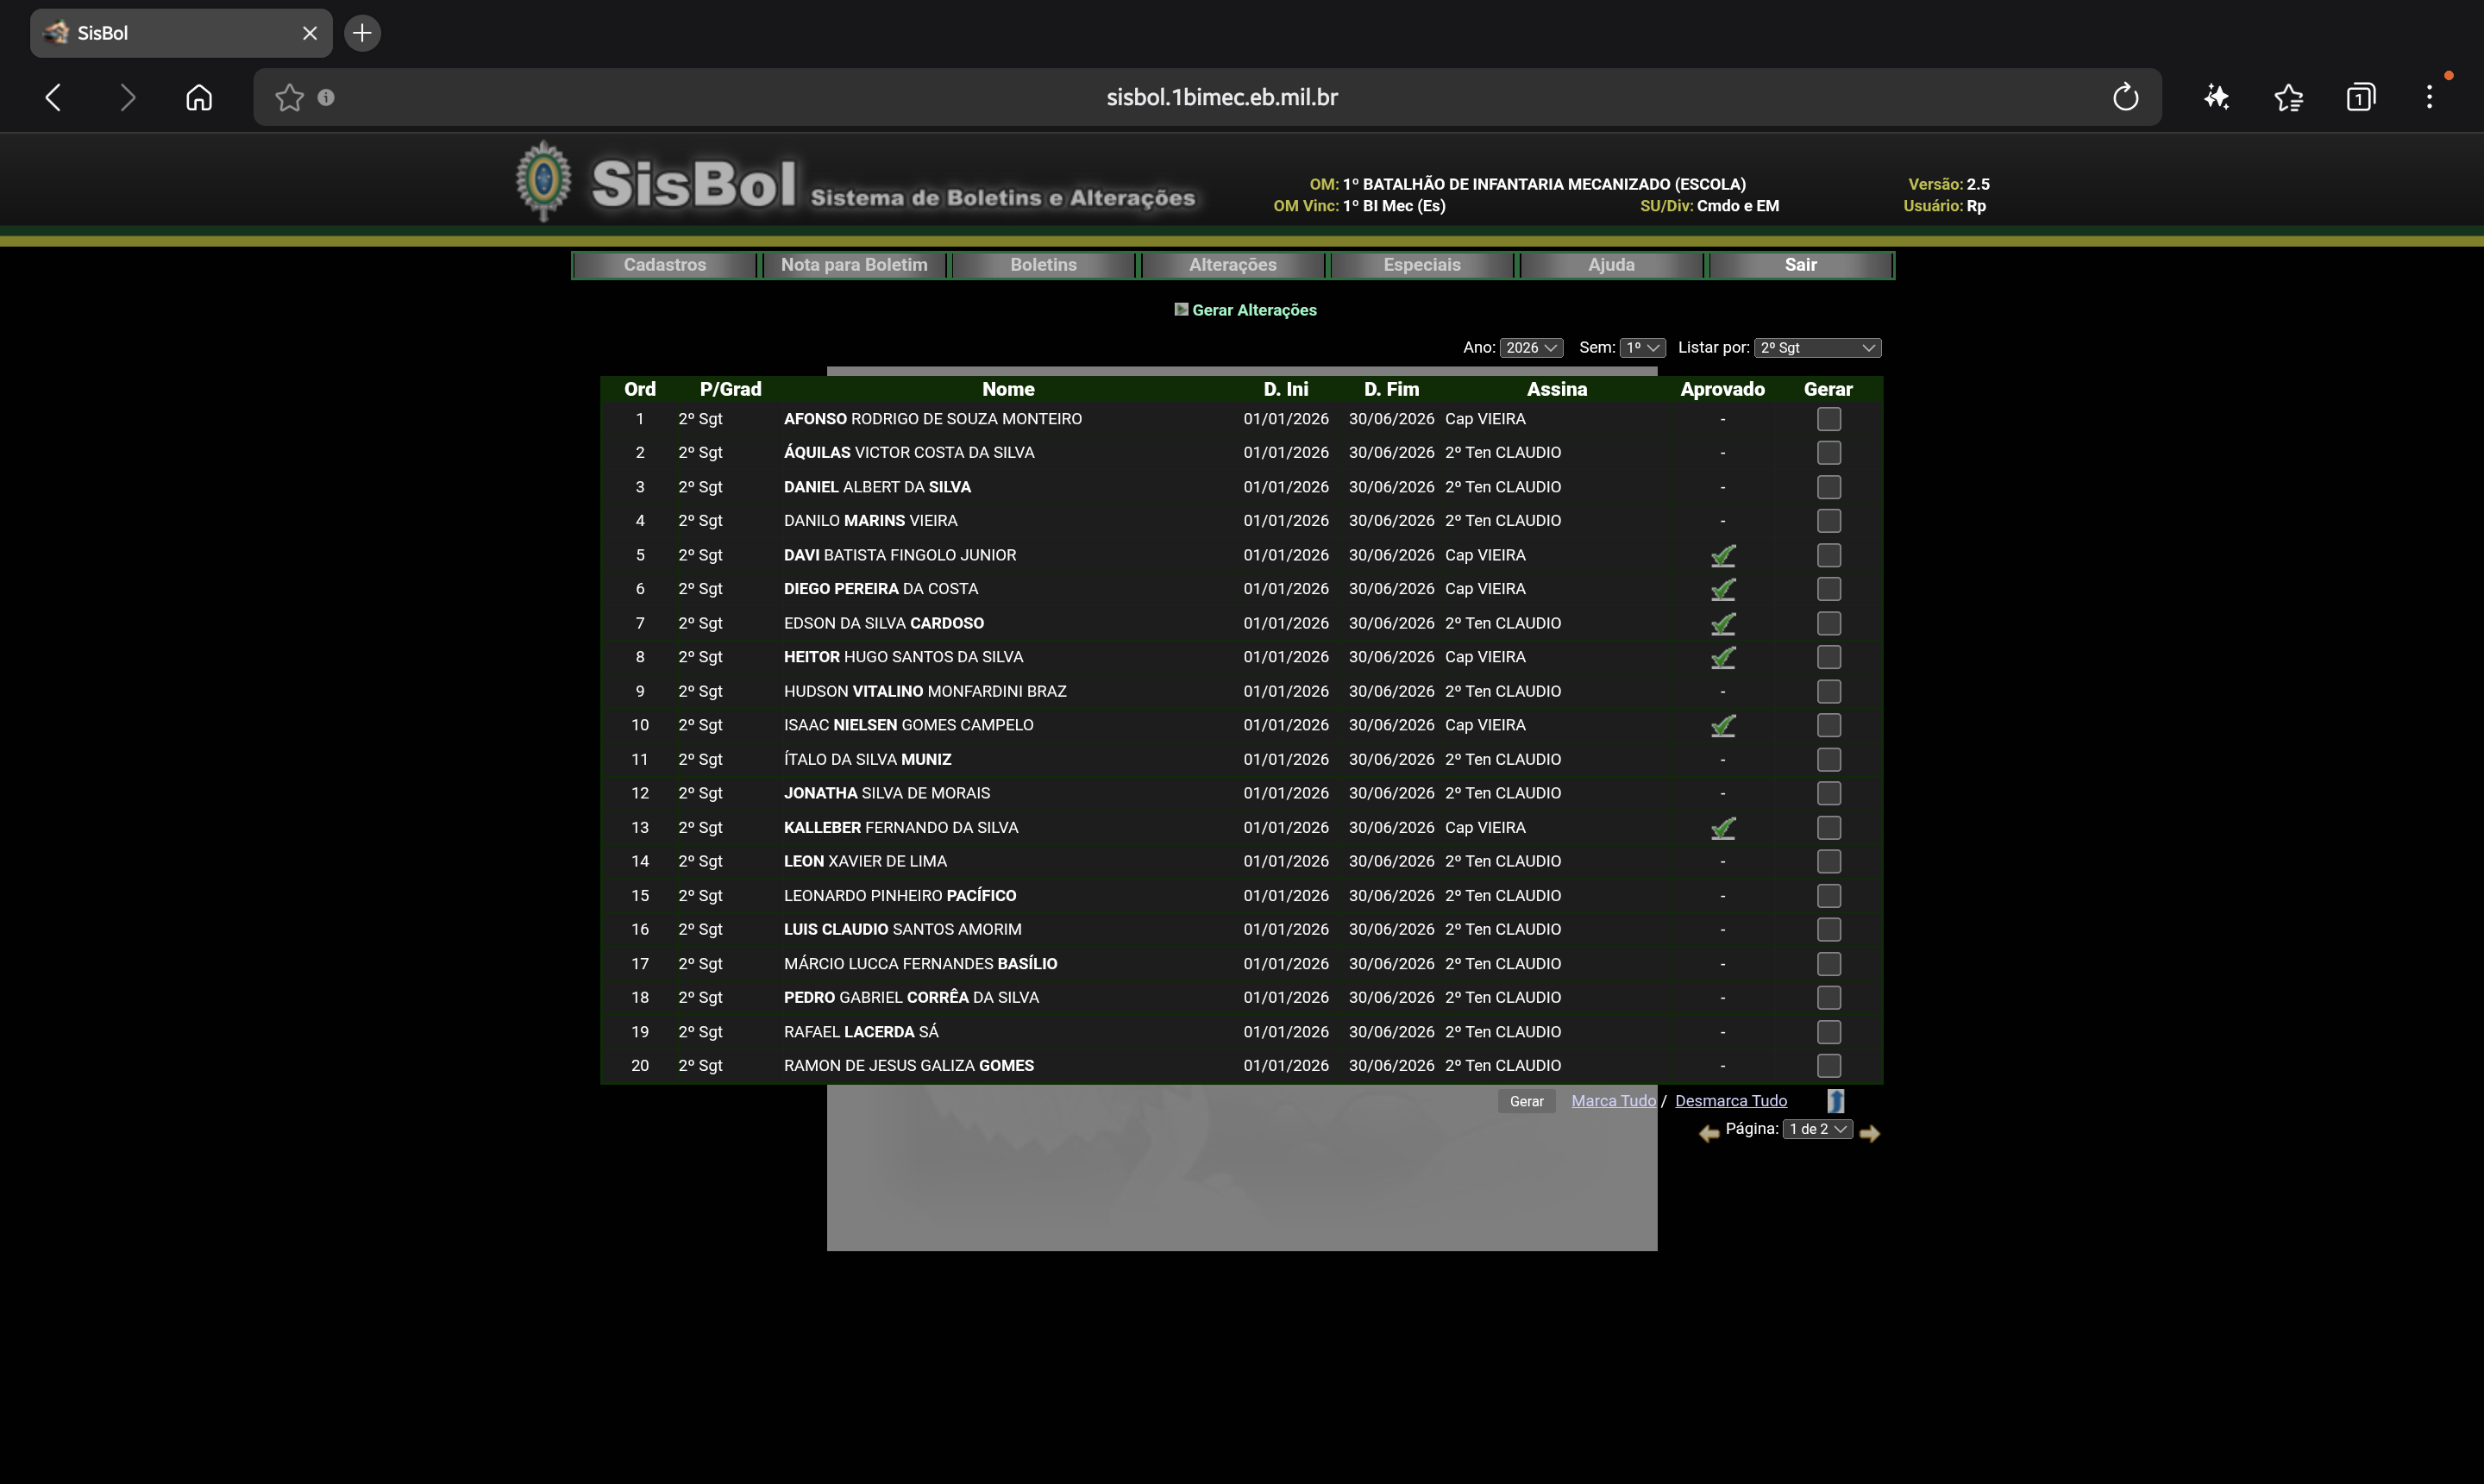 SisBol
sisbol.1bimec.eb.mil.br
1
SisBol Sistema de Boletins e Alterações
OM: 1º BATALHÃO DE INFANTARIA MECANIZADO (ESCOLA) Versão: 2.5
OM Vinc: 1º BI Mec (Es) SU/Div: Cmdo e EM Usuário: Rp
Cadastros Nota para Boletim Boletins Alterações Especiais Ajuda Sair
Gerar Alterações
Ano: 2026 Sem: 1º Listar por: 2º Sgt
Ord P/Grad Nome D. Ini D. Fim Assina Aprovado Gerar
1 2º Sgt AFONSO RODRIGO DE SOUZA MONTEIRO 01/01/2026 30/06/2026 Cap VIEIRA -
2 2º Sgt ÁQUILAS VICTOR COSTA DA SILVA 01/01/2026 30/06/2026 2º Ten CLAUDIO -
3 2º Sgt DANIEL ALBERT DA SILVA 01/01/2026 30/06/2026 2º Ten CLAUDIO -
4 2º Sgt DANILO MARINS VIEIRA 01/01/2026 30/06/2026 2º Ten CLAUDIO -
5 2º Sgt DAVI BATISTA FINGOLO JUNIOR 01/01/2026 30/06/2026 Cap VIEIRA
6 2º Sgt DIEGO PEREIRA DA COSTA 01/01/2026 30/06/2026 Cap VIEIRA
7 2º Sgt EDSON DA SILVA CARDOSO 01/01/2026 30/06/2026 2º Ten CLAUDIO
8 2º Sgt HEITOR HUGO SANTOS DA SILVA 01/01/2026 30/06/2026 Cap VIEIRA
9 2º Sgt HUDSON VITALINO MONFARDINI BRAZ 01/01/2026 30/06/2026 2º Ten CLAUDIO -
10 2º Sgt ISAAC NIELSEN GOMES CAMPELO 01/01/2026 30/06/2026 Cap VIEIRA
11 2º Sgt ÍTALO DA SILVA MUNIZ 01/01/2026 30/06/2026 2º Ten CLAUDIO -
12 2º Sgt JONATHA SILVA DE MORAIS 01/01/2026 30/06/2026 2º Ten CLAUDIO -
13 2º Sgt KALLEBER FERNANDO DA SILVA 01/01/2026 30/06/2026 Cap VIEIRA
14 2º Sgt LEON XAVIER DE LIMA 01/01/2026 30/06/2026 2º Ten CLAUDIO -
15 2º Sgt LEONARDO PINHEIRO PACÍFICO 01/01/2026 30/06/2026 2º Ten CLAUDIO -
16 2º Sgt LUIS CLAUDIO SANTOS AMORIM 01/01/2026 30/06/2026 2º Ten CLAUDIO -
17 2º Sgt MÁRCIO LUCCA FERNANDES BASÍLIO 01/01/2026 30/06/2026 2º Ten CLAUDIO -
18 2º Sgt PEDRO GABRIEL CORRÊA DA SILVA 01/01/2026 30/06/2026 2º Ten CLAUDIO -
19 2º Sgt RAFAEL LACERDA SÁ 01/01/2026 30/06/2026 2º Ten CLAUDIO -
20 2º Sgt RAMON DE JESUS GALIZA GOMES 01/01/2026 30/06/2026 2º Ten CLAUDIO -
Gerar Marca Tudo / Desmarca Tudo
Página: 1 de 2